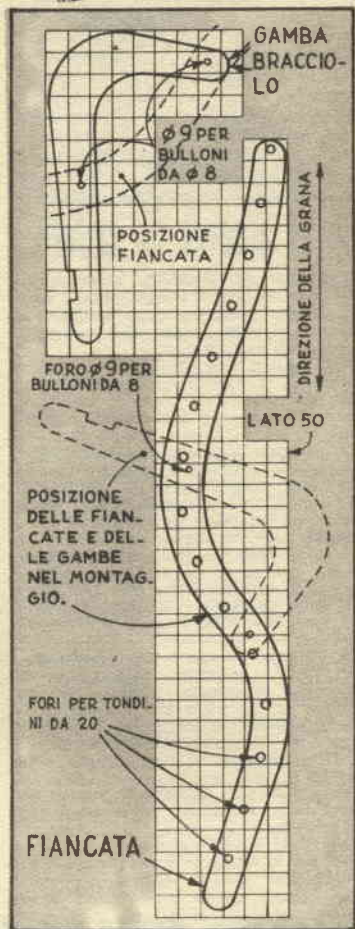 GAMBA
BRACCIO-
LO
Ø 9 PER
BULLONI
DA Ø 8
POSIZIONE
FIANCATA
DIREZIONE DELLA GRANA
FORO Ø 9 PER
BULLONI DA 8
LATO 50
POSIZIONE
DELLE FIAN-
CATE E DEL-
LE GAMBE
NEL MONTAG-
GIO.
FORI PER TONDI-
NI DA 20
FIANCATA